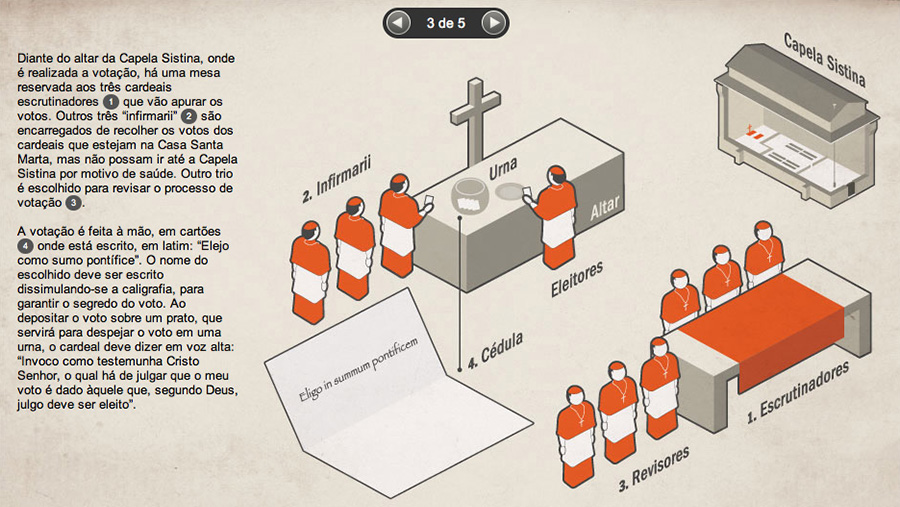 3 de 5
Diante do altar da Capela Sistina, onde
é realizada a votação, há uma mesa
reservada aos três cardeais
escrutinadores 1 que vão apurar os
votos. Outros três “infirmarii” 2 são
encarregados de recolher os votos dos
cardeais que estejam na Casa Santa
Marta, mas não possam ir até a Capela
Sistina por motivo de saúde. Outro trio
é escolhido para revisar o processo de
votação 3.
A votação é feita à mão, em cartões
4 onde está escrito, em latim: “Elejo
como sumo pontífice”. O nome do
escolhido deve ser escrito
dissimulando-se a caligrafia, para
garantir o segredo do voto. Ao
depositar o voto sobre um prato, que
servirá para despejar o voto em uma
urna, o cardeal deve dizer em voz alta:
“Invoco como testemunha Cristo
Senhor, o qual há de julgar que o meu
voto é dado àquele que, segundo Deus,
julgo deve ser eleito”.
Capela Sistina
2. Infirmarii
Urna
Altar
Eleitores
4. Cédula
Eligo in summum pontificem
1. Escrutinadores
3. Revisores